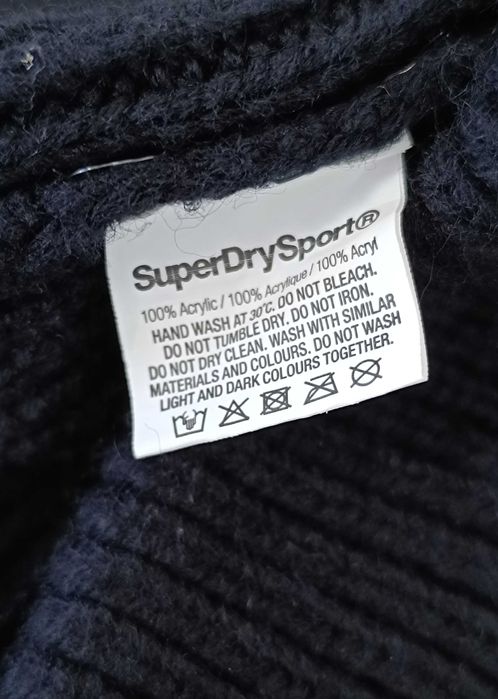 SuperDrySport®
100% Acrylic / 100% Acrylique / 100% Acryl
HAND WASH AT 30°C. DO NOT BLEACH.
DO NOT TUMBLE DRY. DO NOT IRON.
DO NOT DRY CLEAN. WASH WITH SIMILAR
MATERIALS AND COLOURS. DO NOT WASH
LIGHT AND DARK COLOURS TOGETHER.